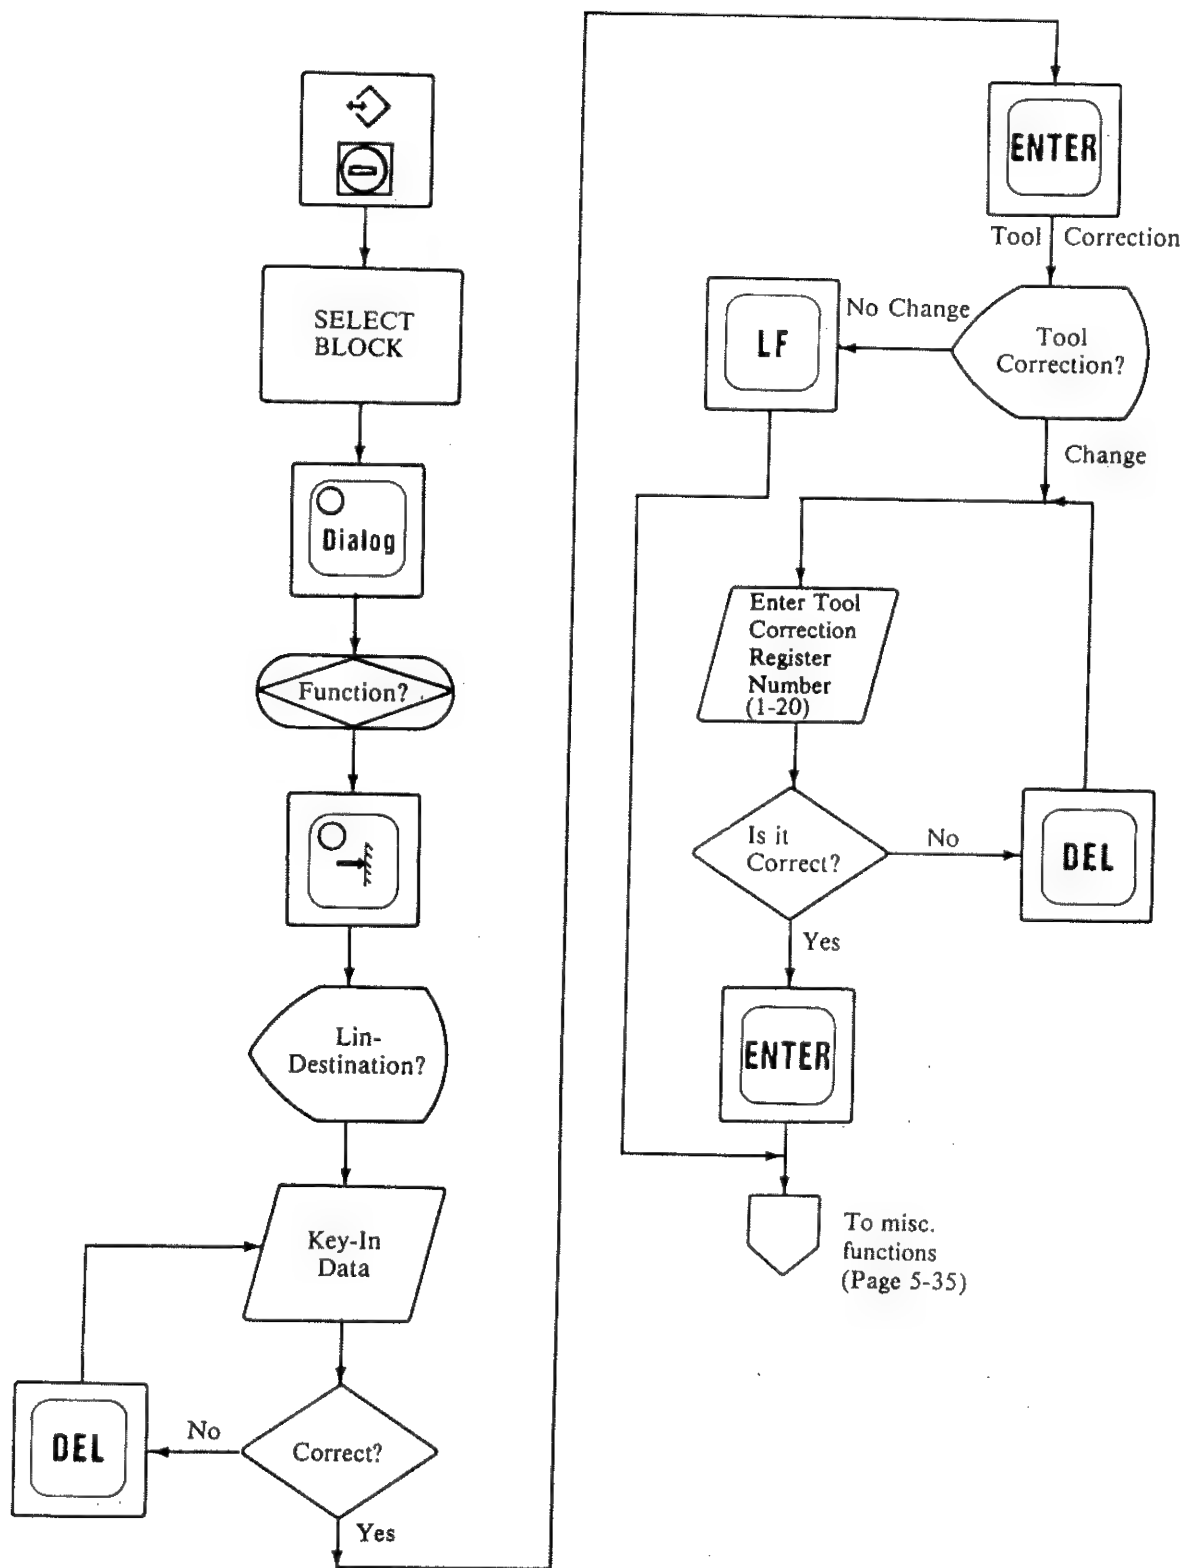 SELECT
BLOCK
Dialog
Function?
Lin-
Destination?
Key-In
Data
DEL
No
Correct?
Yes
ENTER
Tool Correction
LF
No Change
Tool
Correction?
Change
Enter Tool
Correction
Register
Number
(1-20)
Is it
Correct?
No
DEL
Yes
ENTER
To misc.
functions
(Page 5-35)